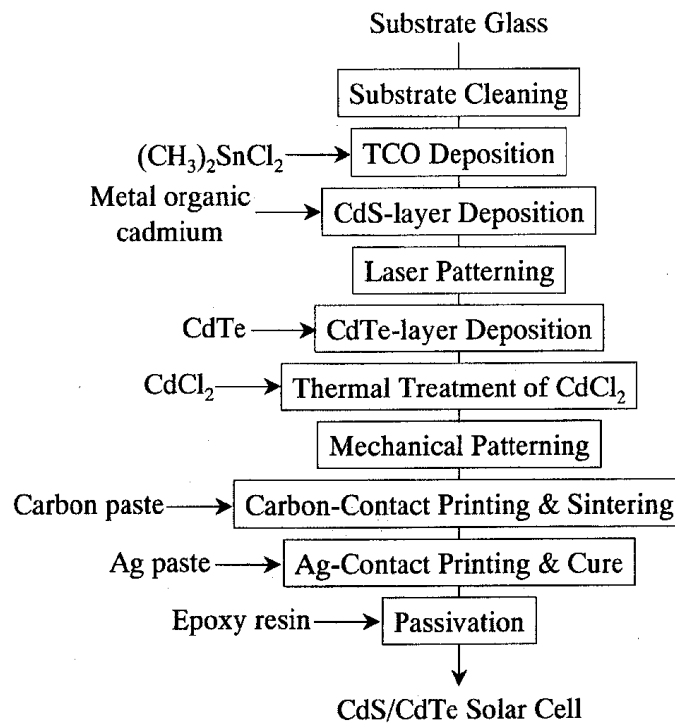 Substrate Glass
Substrate Cleaning
(CH₃)₂SnCl₂
TCO Deposition
Metal organic
cadmium
CdS-layer Deposition
Laser Patterning
CdTe
CdTe-layer Deposition
CdCl₂
Thermal Treatment of CdCl₂
Mechanical Patterning
Carbon paste
Carbon-Contact Printing & Sintering
Ag paste
Ag-Contact Printing & Cure
Epoxy resin
Passivation
CdS/CdTe Solar Cell